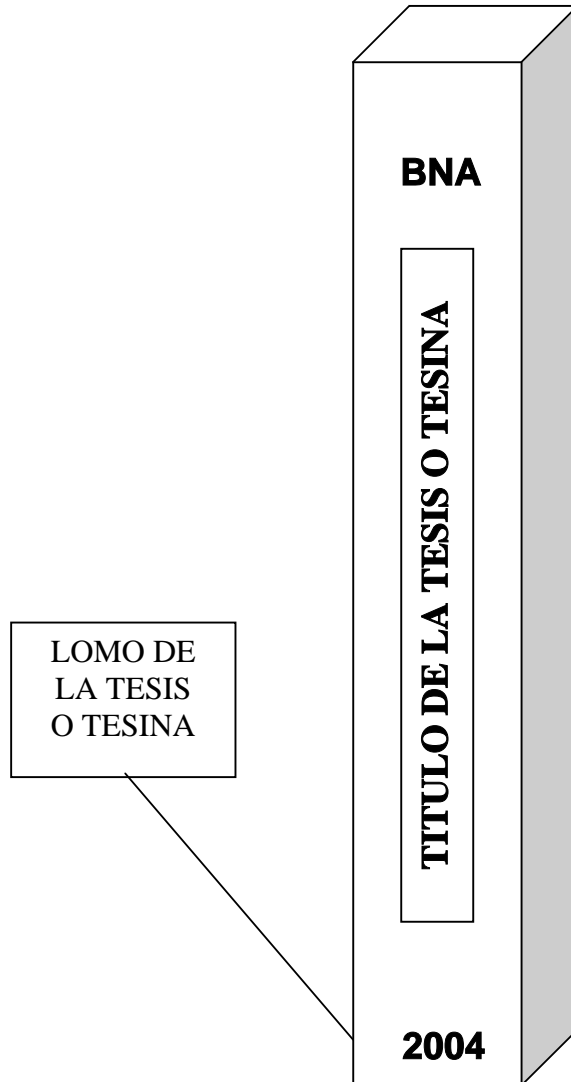 BNA
TITULO DE LA TESIS O TESINA
LOMO DE
LA TESIS
O TESINA
2004